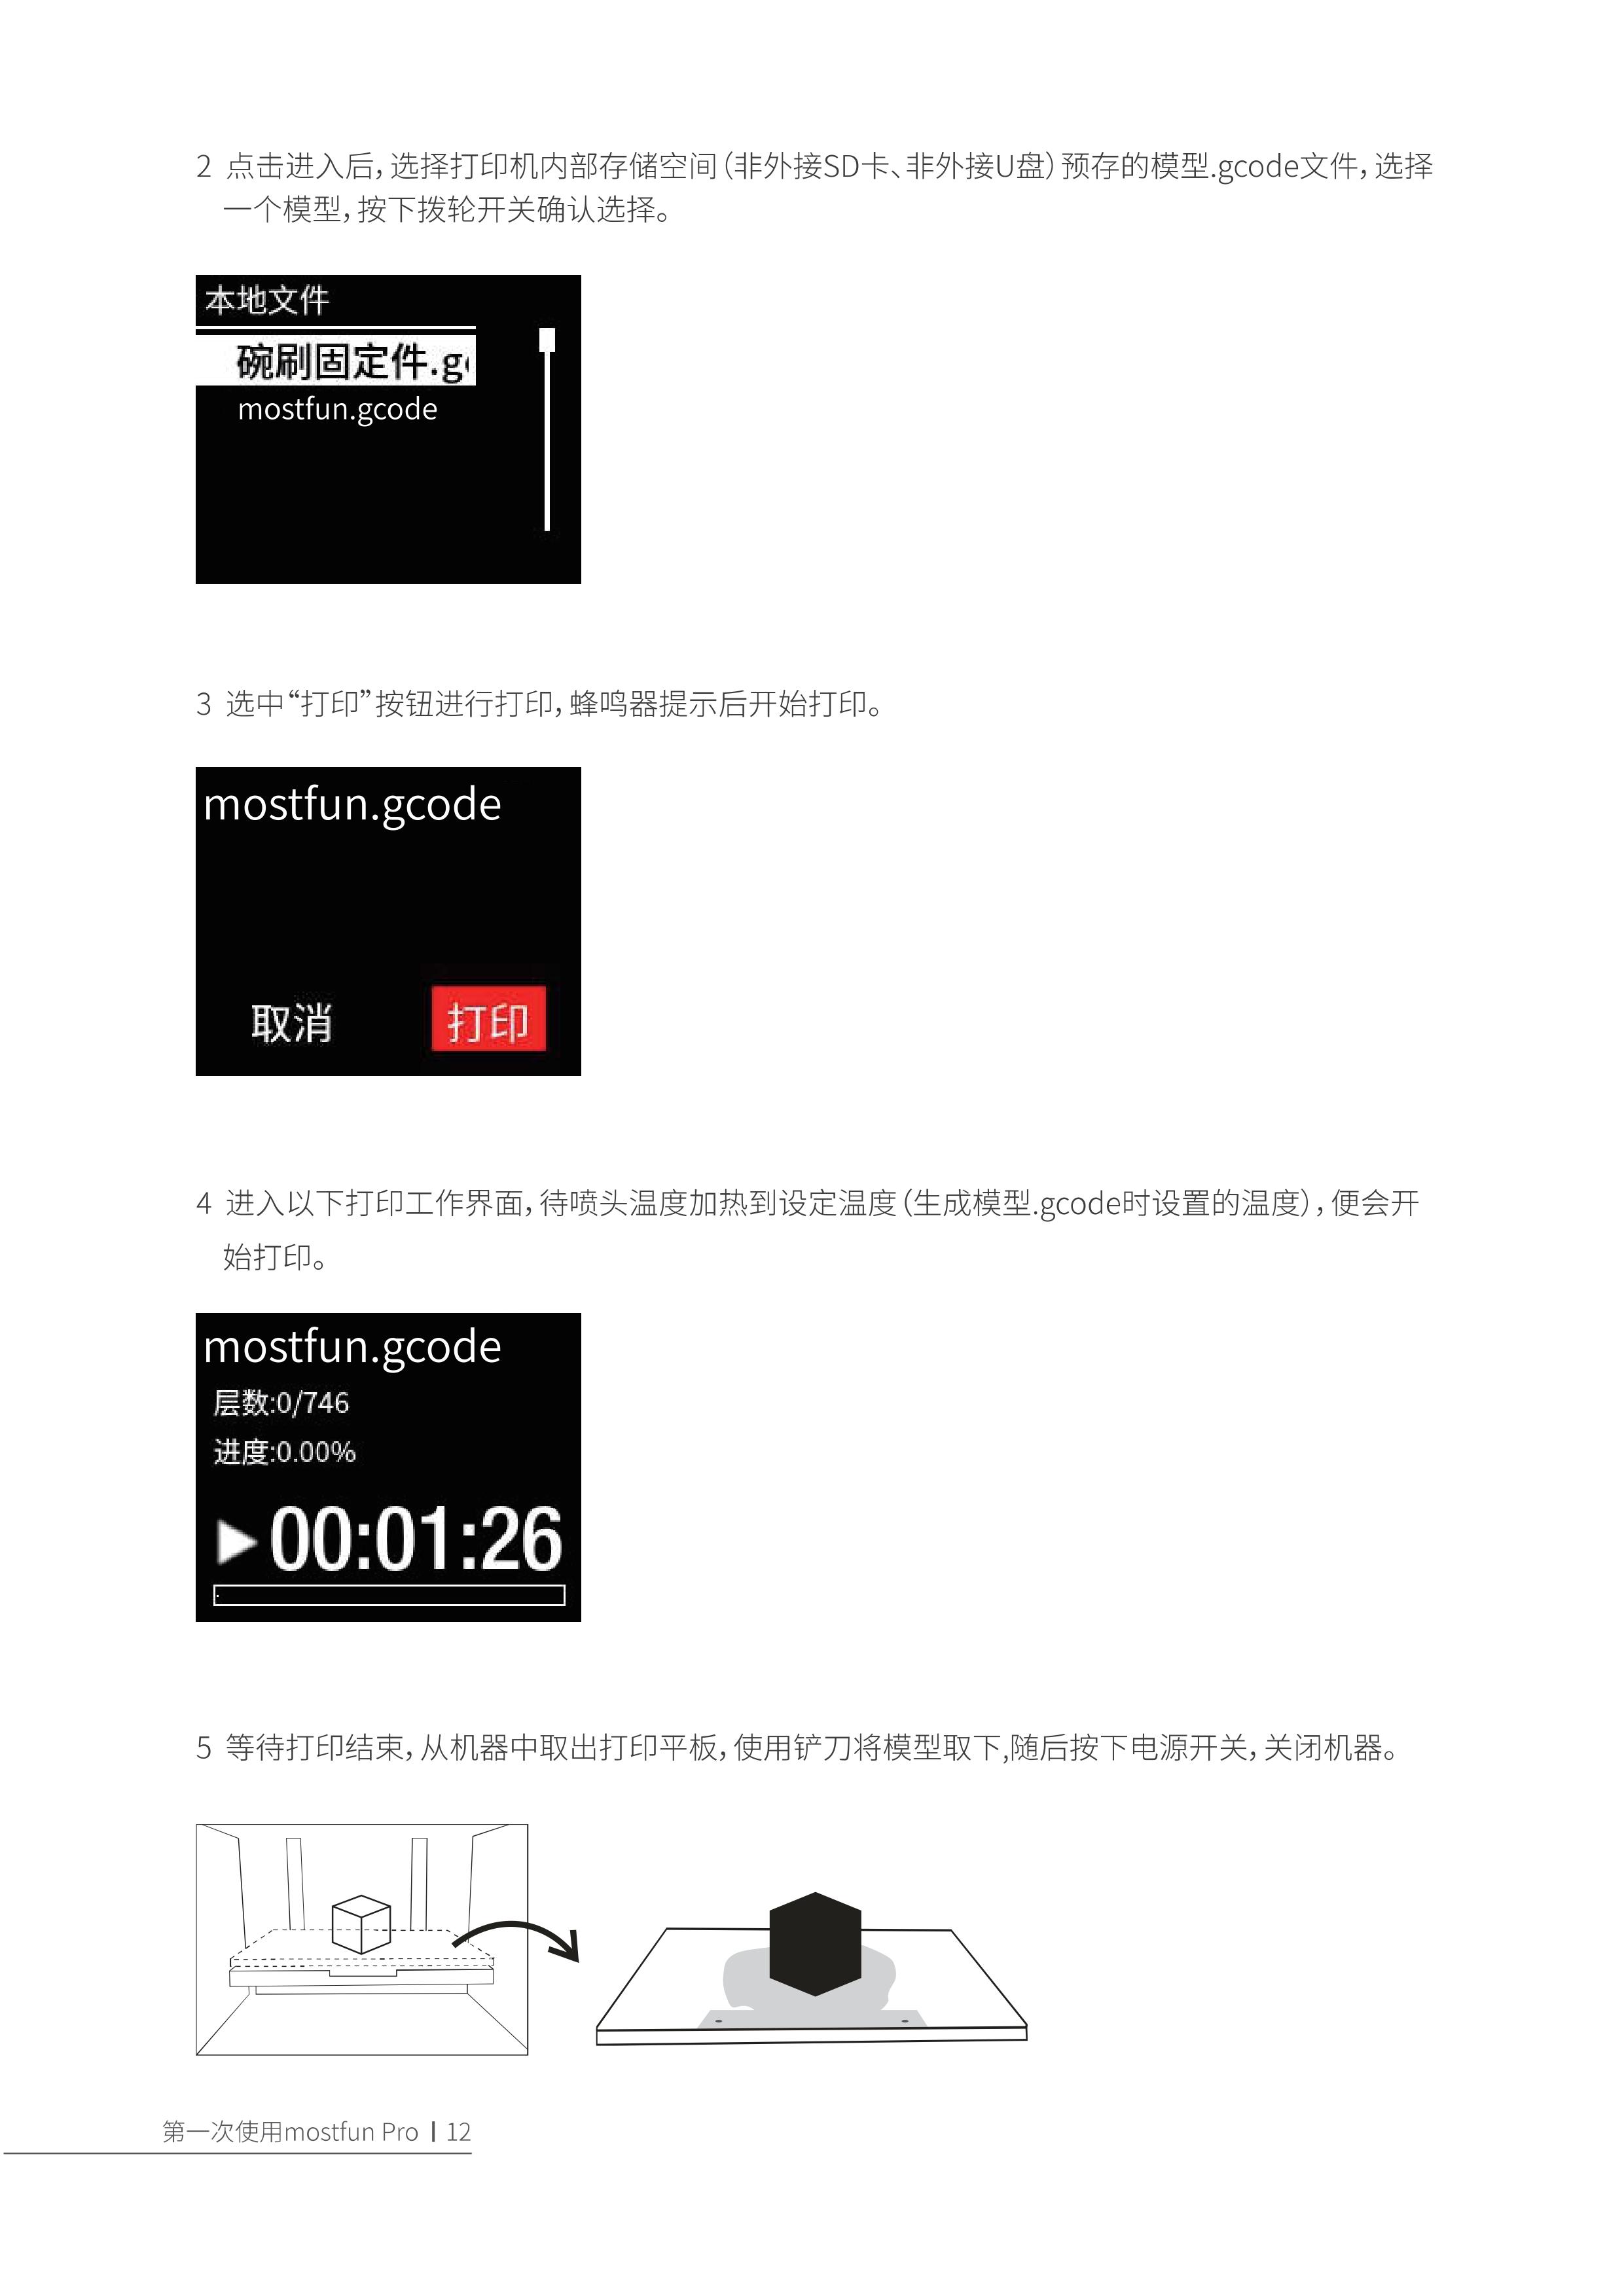 2 点击进入后，选择打印机内部存储空间（非外接SD卡、非外接U盘）预存的模型.gcode文件，选择
一个模型，按下拨轮开关确认选择。
本地文件
碗刷固定件.g
mostfun.gcode
3 选中“打印”按钮进行打印，蜂鸣器提示后开始打印。
mostfun.gcode
取消 打印
4 进入以下打印工作界面，待喷头温度加热到设定温度（生成模型.gcode时设置的温度），便会开
始打印。
mostfun.gcode
层数:0/746
进度:0.00%
00:01:26
5 等待打印结束，从机器中取出打印平板，使用铲刀将模型取下,随后按下电源开关，关闭机器。
第一次使用mostfun Pro | 12